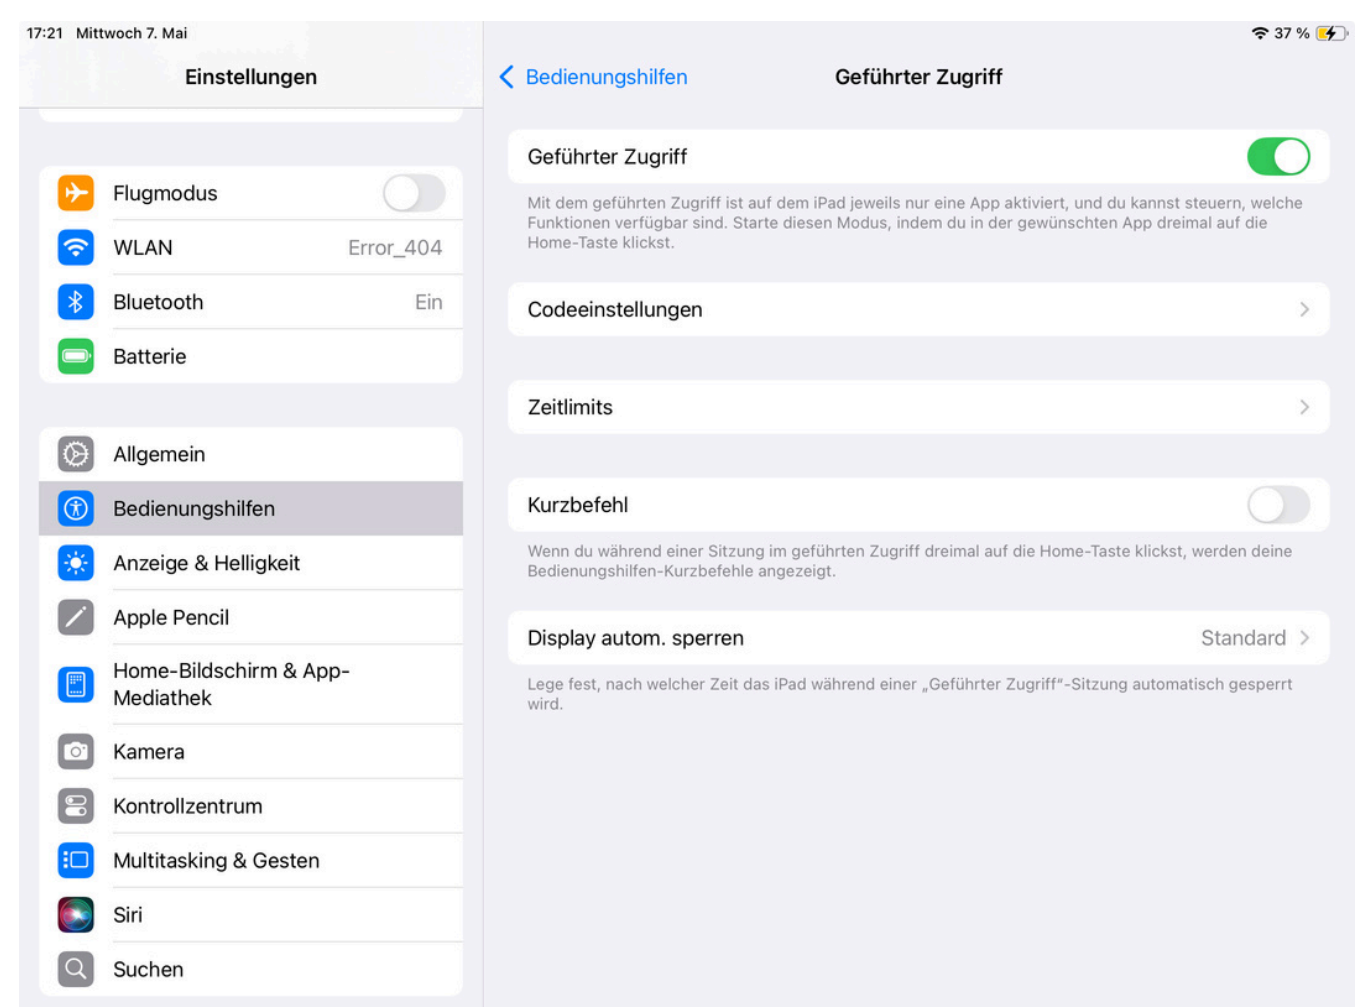 17:21 Mittwoch 7. Mai
37 %
Einstellungen
Flugmodus
WLAN Error_404
Bluetooth Ein
Batterie
Allgemein
Bedienungshilfen
Anzeige & Helligkeit
Apple Pencil
Home-Bildschirm & App-
Mediathek
Kamera
Kontrollzentrum
Multitasking & Gesten
Siri
Suchen
Bedienungshilfen
Geführter Zugriff
Geführter Zugriff
Mit dem geführten Zugriff ist auf dem iPad jeweils nur eine App aktiviert, und du kannst steuern, welche
Funktionen verfügbar sind. Starte diesen Modus, indem du in der gewünschten App dreimal auf die
Home-Taste klickst.
Codeeinstellungen
Zeitlimits
Kurzbefehl
Wenn du während einer Sitzung im geführten Zugriff dreimal auf die Home-Taste klickst, werden deine
Bedienungshilfen-Kurzbefehle angezeigt.
Display autom. sperren Standard
Lege fest, nach welcher Zeit das iPad während einer „Geführter Zugriff“-Sitzung automatisch gesperrt
wird.